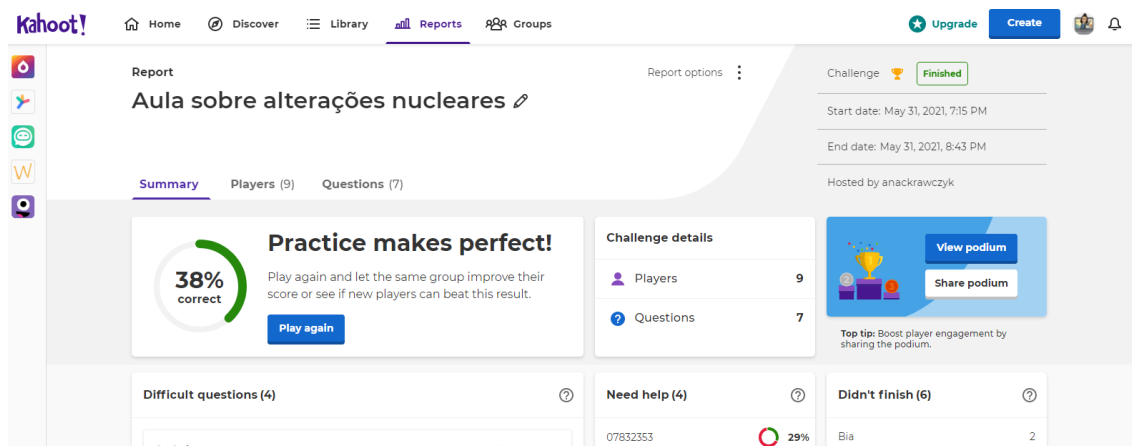 Kahoot!
Home
Discover
Library
Reports
Groups
Upgrade
Create
Report
Report options
Aula sobre alterações nucleares
Challenge
Finished
Start date: May 31, 2021, 7:15 PM
End date: May 31, 2021, 8:43 PM
Hosted by anackrawczyk
Summary
Players (9)
Questions (7)
38%
correct
Practice makes perfect!
Play again and let the same group improve their
score or see if new players can beat this result.
Play again
Challenge details
Players 9
Questions 7
2
3
View podium
Share podium
Top tip: Boost player engagement by
sharing the podium.
Difficult questions (4)
Need help (4)
07832353 29%
Didn't finish (6)
Bia 2